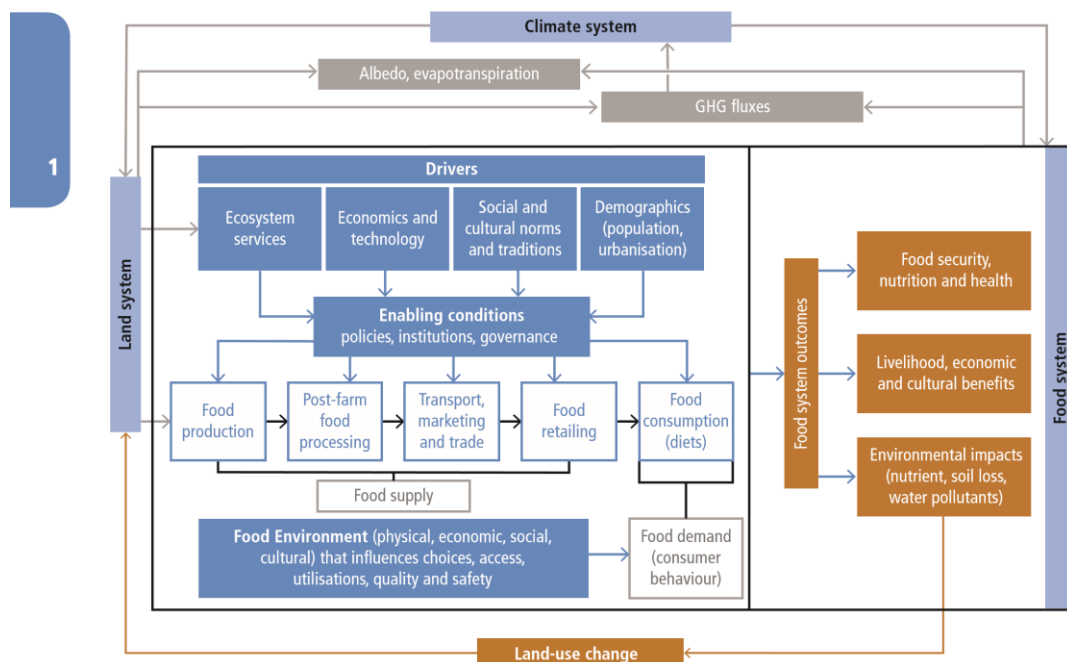 Climate system
Albedo, evapotranspiration
GHG fluxes
1
Drivers
Ecosystem
services
Economics and
technology
Social and
cultural norms
and traditions
Demographics
(population,
urbanisation)
Land system
Enabling conditions
policies, institutions, governance
Food
production
Post-farm
food
processing
Transport,
marketing
and trade
Food
retailing
Food
consumption
(diets)
Food supply
Food Environment (physical, economic, social,
cultural) that influences choices, access,
utilisations, quality and safety
Food demand
(consumer
behaviour)
Food system outcomes
Food security,
nutrition and health
Livelihood, economic
and cultural benefits
Environmental impacts
(nutrient, soil loss,
water pollutants)
Food system
Land-use change